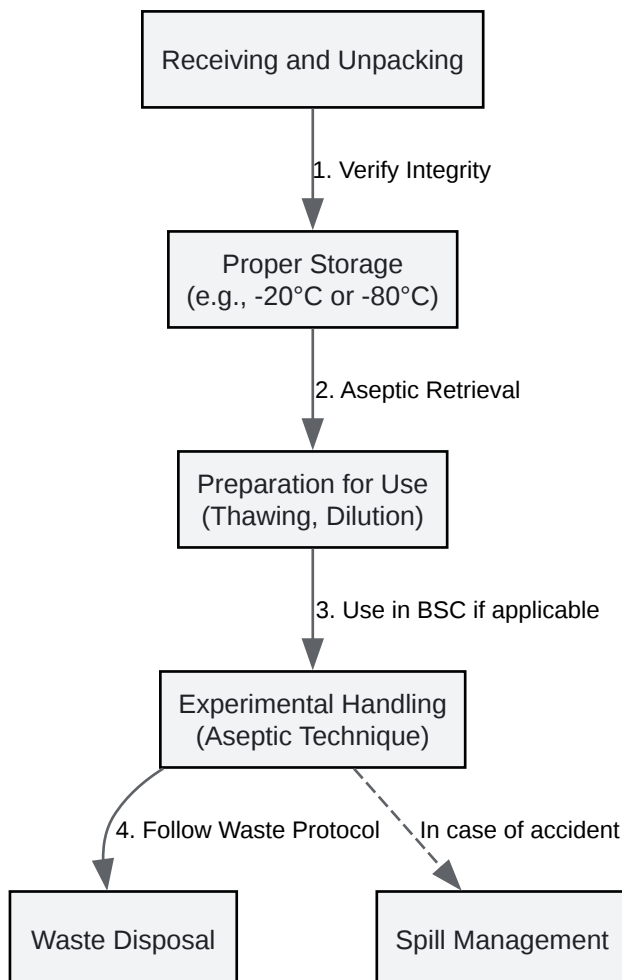 Receiving and Unpacking
1. Verify Integrity
Proper Storage
(e.g., -20°C or -80°C)
2. Aseptic Retrieval
Preparation for Use
(Thawing, Dilution)
3. Use in BSC if applicable
Experimental Handling
(Aseptic Technique)
4. Follow Waste Protocol
In case of accident
Waste Disposal
Spill Management